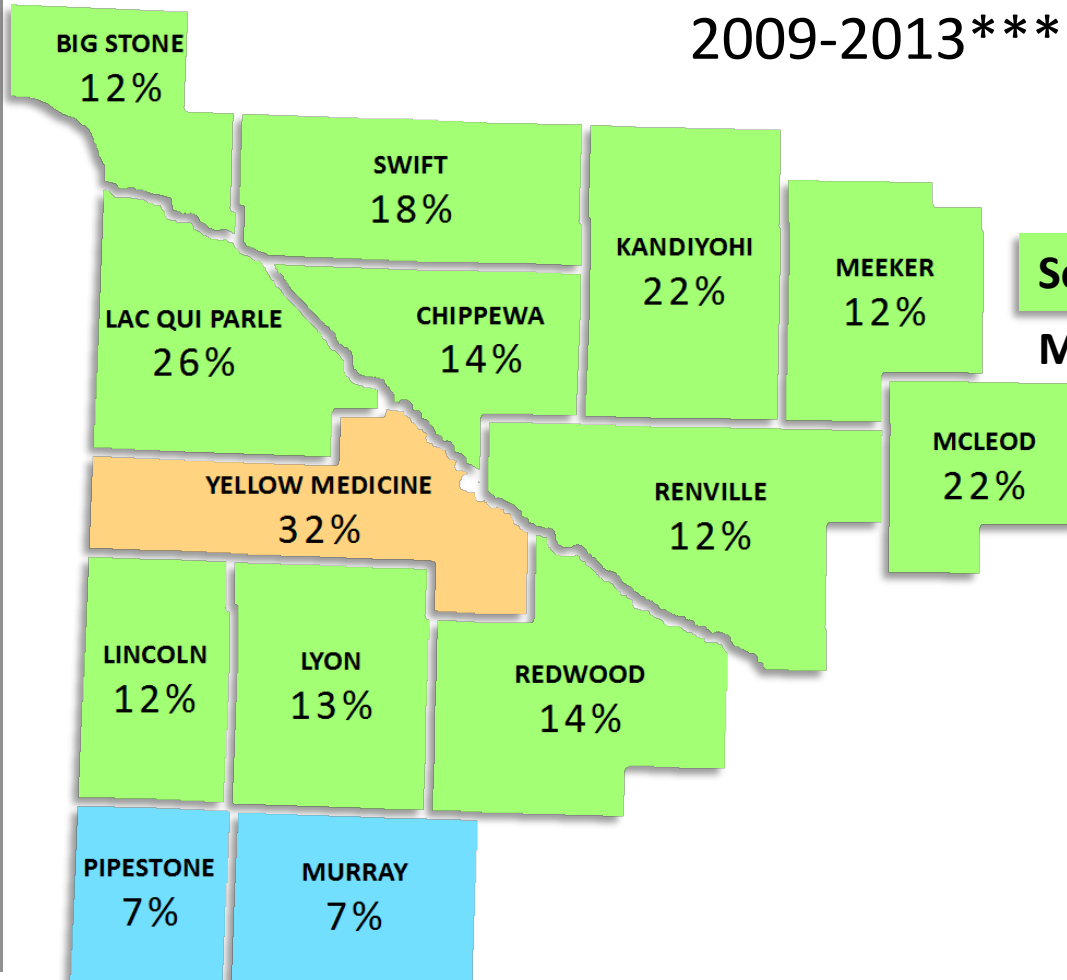 2009-2013***
BIG STONE
12%
SWIFT
18%
KANDIYOHI
22%
MEEKER
12%
LAC QUI PARLE
26%
CHIPPEWA
14%
MCLEOD
22%
YELLOW MEDICINE
32%
RENVILLE
12%
LINCOLN
12%
LYON
13%
REDWOOD
14%
PIPESTONE
7%
MURRAY
7%